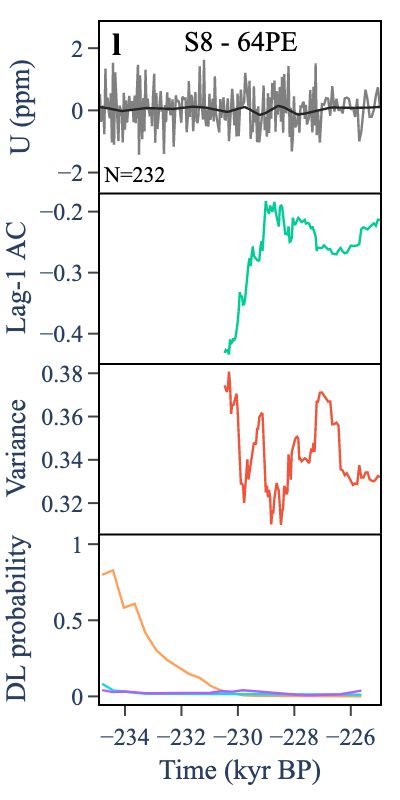 l
S8 - 64PE
U (ppm)
2
0
−2
N=232
Lag-1 AC
−0.2
−0.3
−0.4
Variance
0.38
0.36
0.34
0.32
DL probability
1
0.5
0
−234 −232 −230 −228 −226
Time (kyr BP)